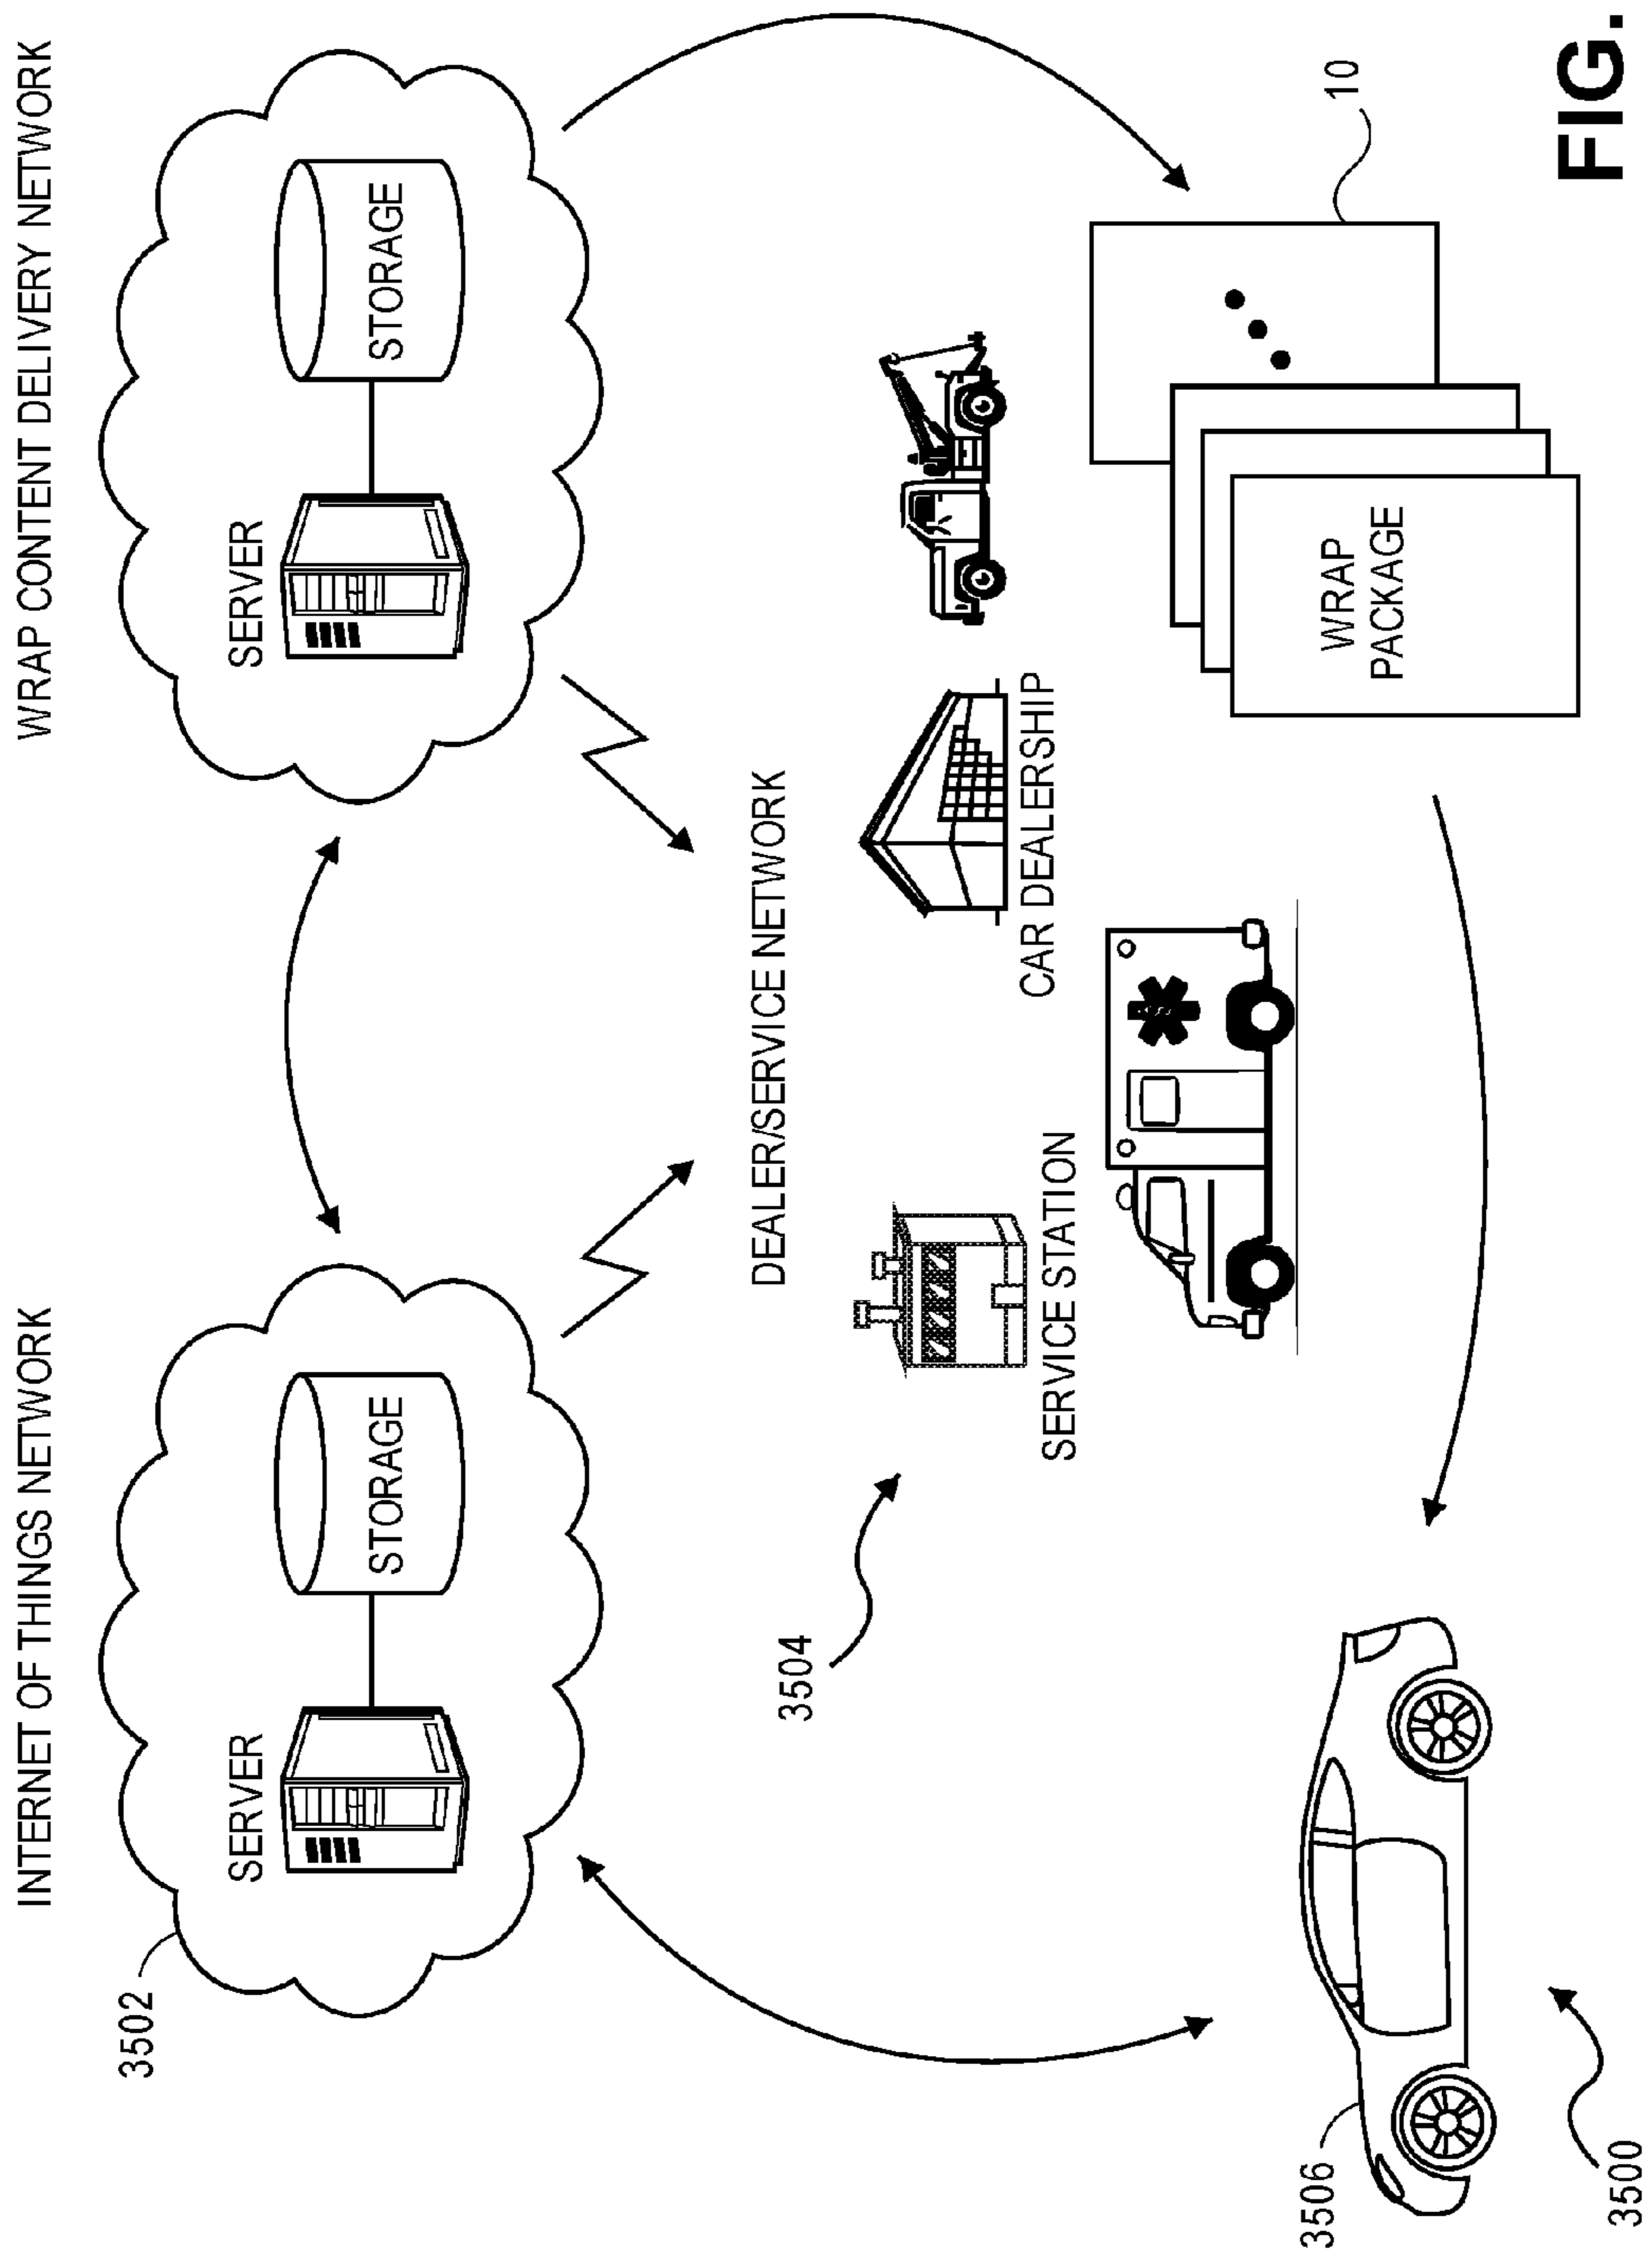 INTERNET OF THINGS NETWORK
WRAP CONTENT DELIVERY NETWORK
3502
SERVER
STORAGE
SERVER
STORAGE
DEALER/SERVICE NETWORK
3504
SERVICE STATION
CAR DEALERSHIP
3506
WRAP
PACKAGE
10
3500
FIG.